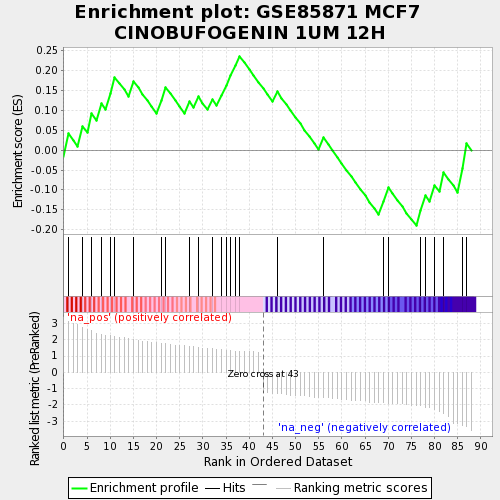 Enrichment plot: GSE85871 MCF7
CINOBUFOGENIN 1UM 12H
Enrichment score (ES)
0.25
0.20
0.15
0.10
0.05
0.00
-0.05
-0.10
-0.15
-0.20
'na_pos' (positively correlated)
Ranked list metric (PreRanked)
3
2
1
0
-1
-2
-3
Zero cross at 43
'na_neg' (negatively correlated)
0 5 10 15 20 25 30 35 40 45 50 55 60 65 70 75 80 85 90
Rank in Ordered Dataset
Enrichment profile Hits Ranking metric scores